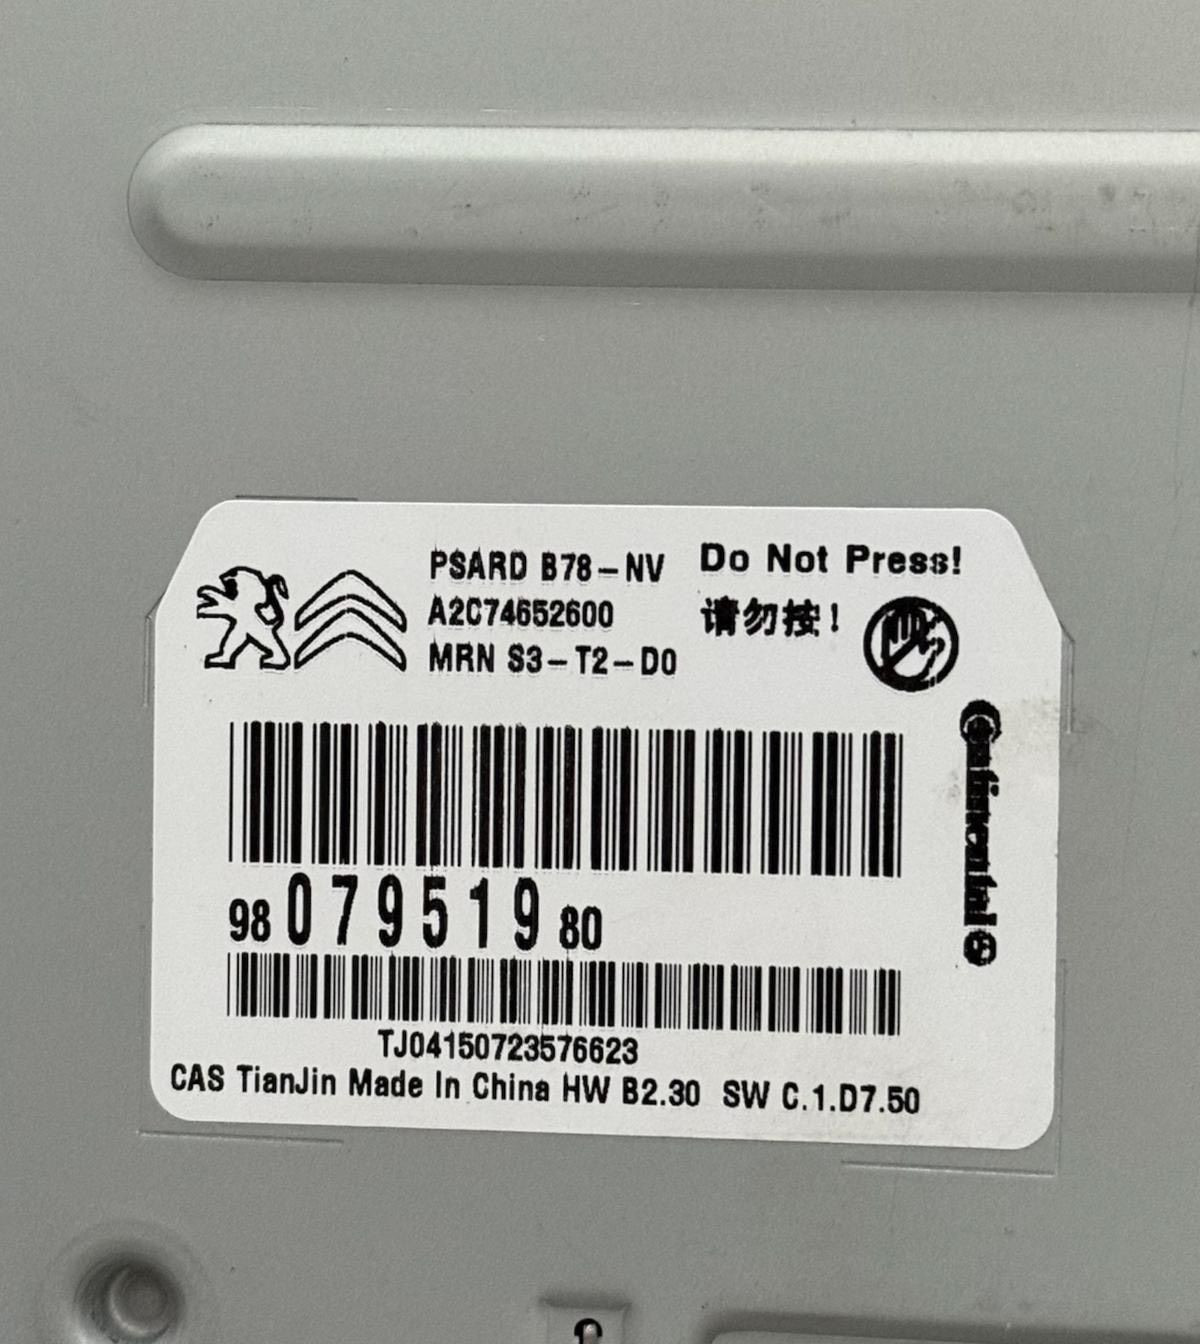 PSARD B78-NV
A2C74652600
MRN S3-T2-D0
Do Not Press!
请勿按!
Continental
98 079519 80
TJ04150723576623
CAS TianJin Made In China HW B2.30 SW C.1.D7.50